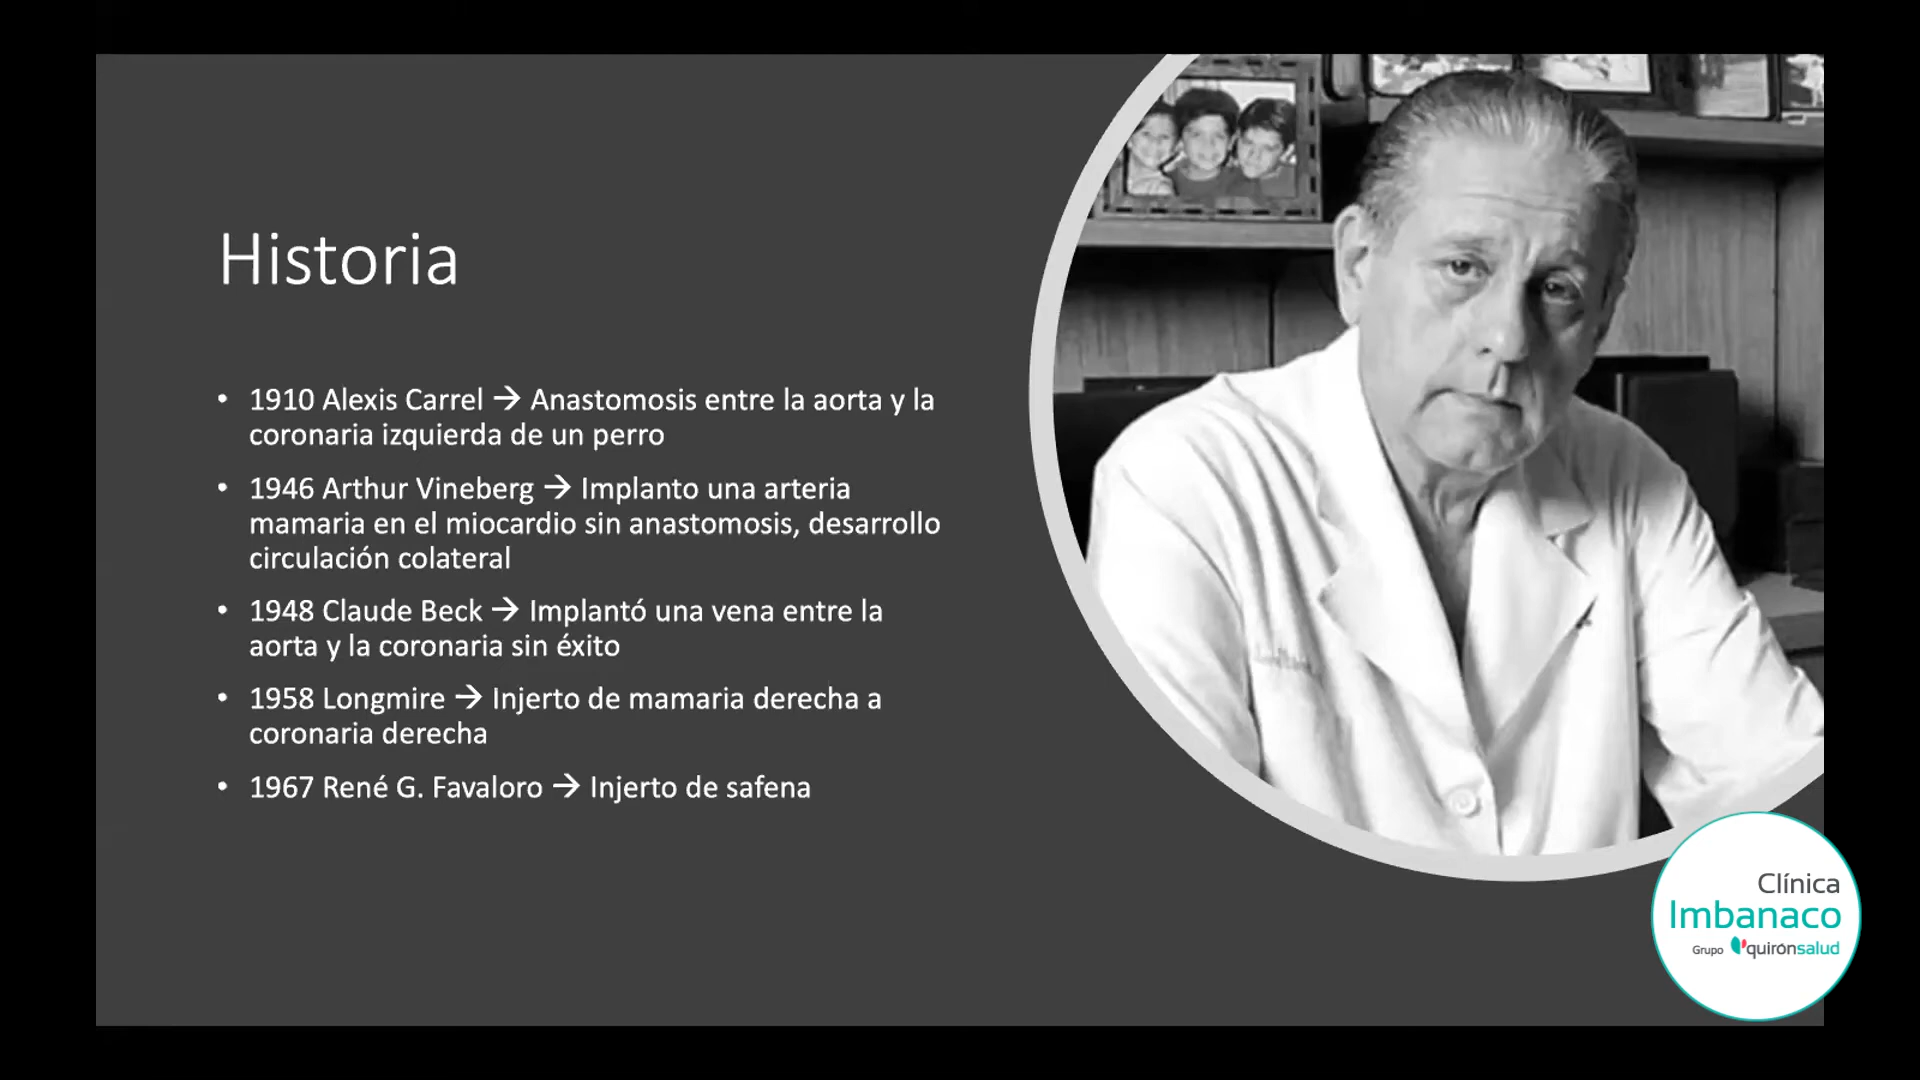 Historia
• 1910 Alexis Carrel → Anastomosis entre la aorta y la
coronaria izquierda de un perro
• 1946 Arthur Vineberg → Implanto una arteria
mamaria en el miocardio sin anastomosis, desarrollo
circulación colateral
• 1948 Claude Beck → Implantó una vena entre la
aorta y la coronaria sin éxito
• 1958 Longmire → Injerto de mamaria derecha a
coronaria derecha
• 1967 René G. Favaloro → Injerto de safena
Clínica
Imbanaco
Grupo quirónsalud